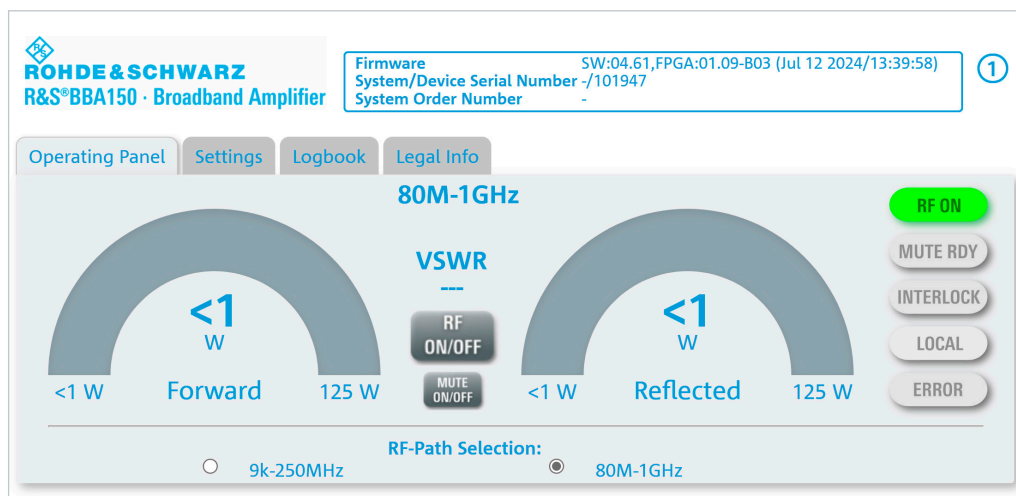 R S
ROHDE & SCHWARZ
R&S®BBA150 · Broadband Amplifier
Firmware SW:04.61,FPGA:01.09-B03 (Jul 12 2024/13:39:58)
System/Device Serial Number -/101947
System Order Number -
1
Operating Panel Settings Logbook Legal Info
80M-1GHz
RF ON
MUTE RDY
INTERLOCK
LOCAL
ERROR
VSWR
---
<1
W
<1 W Forward 125 W
RF
ON/OFF
MUTE
ON/OFF
<1
W
<1 W Reflected 125 W
RF-Path Selection:
9k-250MHz 80M-1GHz